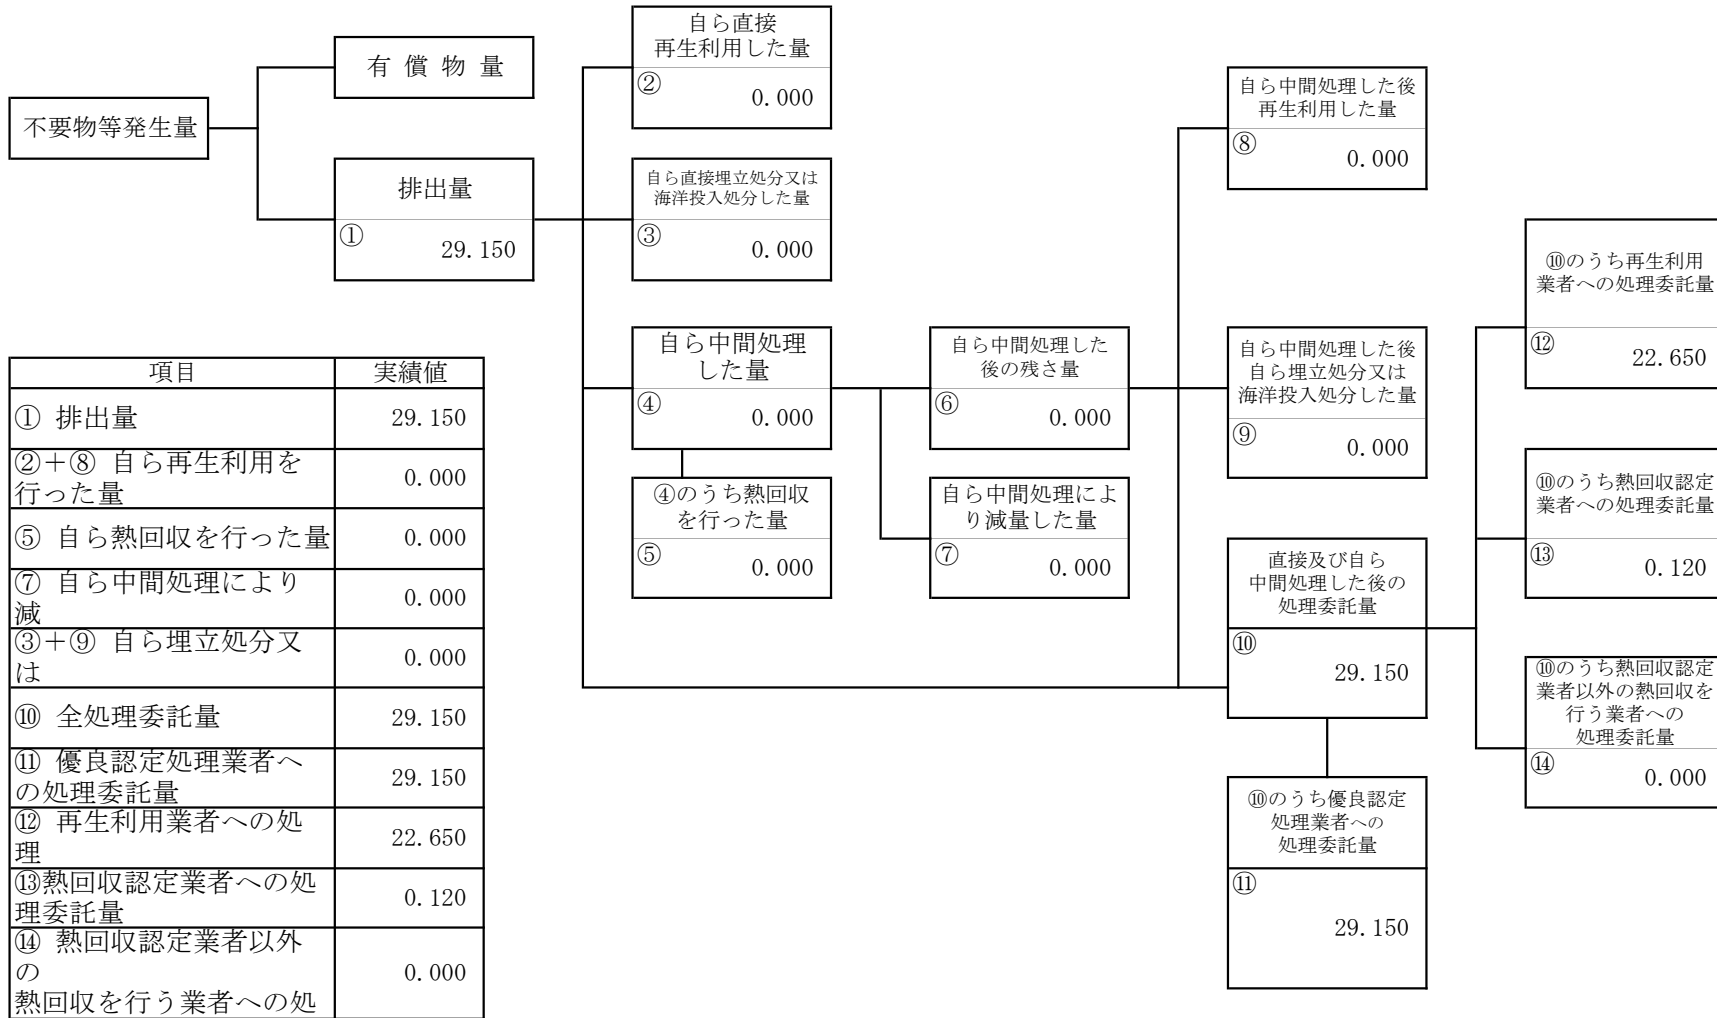 不要物等発生量
有 償 物 量
排出量
①
29.150
自ら直接
再生利用した量
②
0.000
自ら直接埋立処分又は
海洋投入処分した量
③
0.000
自ら中間処理
した量
④
0.000
④のうち熱回収
を行った量
⑤
0.000
自ら中間処理した
後の残さ量
⑥
0.000
自ら中間処理によ
り減量した量
⑦
0.000
自ら中間処理した後
再生利用した量
⑧
0.000
自ら中間処理した後
自ら埋立処分又は
海洋投入処分した量
⑨
0.000
直接及び自ら
中間処理した後の
処理委託量
⑩
29.150
⑩のうち優良認定
処理業者への
処理委託量
⑪
29.150
⑩のうち再生利用
業者への処理委託量
⑫
22.650
⑩のうち熱回収認定
業者への処理委託量
⑬
0.120
⑩のうち熱回収認定
業者以外の熱回収を
行う業者への
処理委託量
⑭
0.000
項目 実績値
① 排出量 29.150
②＋⑧ 自ら再生利用を
行った量 0.000
⑤ 自ら熱回収を行った量 0.000
⑦ 自ら中間処理により
減 0.000
③＋⑨ 自ら埋立処分又
は 0.000
⑩ 全処理委託量 29.150
⑪ 優良認定処理業者へ
の処理委託量 29.150
⑫ 再生利用業者への処
理 22.650
⑬熱回収認定業者への処
理委託量 0.120
⑭ 熱回収認定業者以外
の 0.000
熱回収を行う業者への処